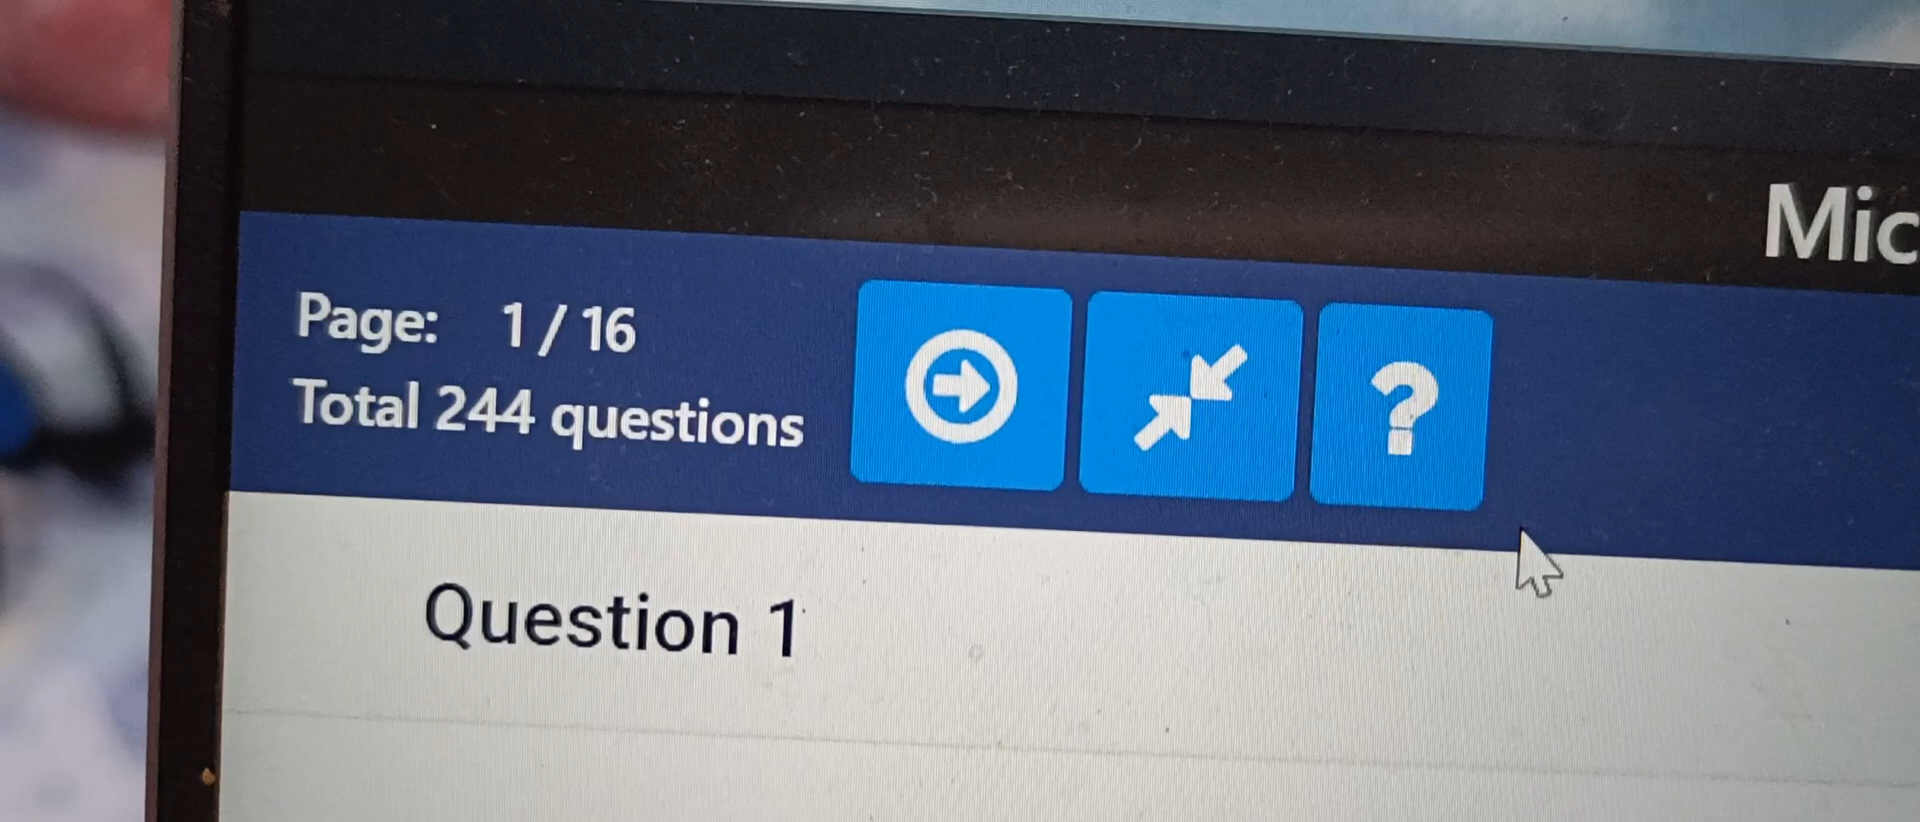 Mic
Page: 1 / 16
Total 244 questions
?
Question 1